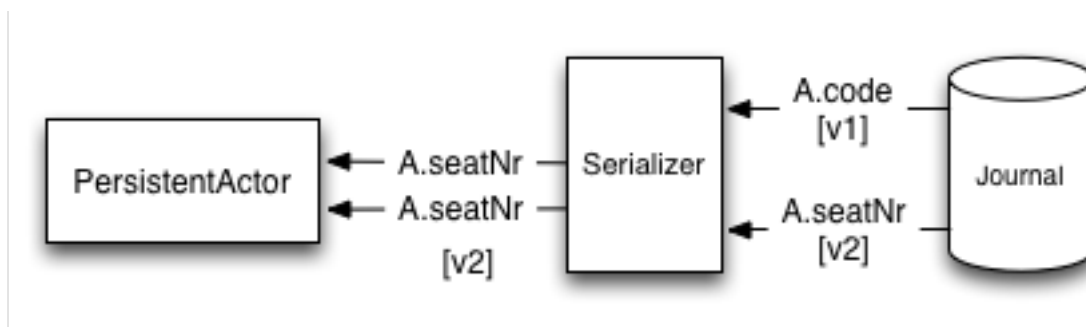 PersistentActor
A.seatNr
A.seatNr
[v2]
Serializer
A.code
[v1]
A.seatNr
[v2]
Journal